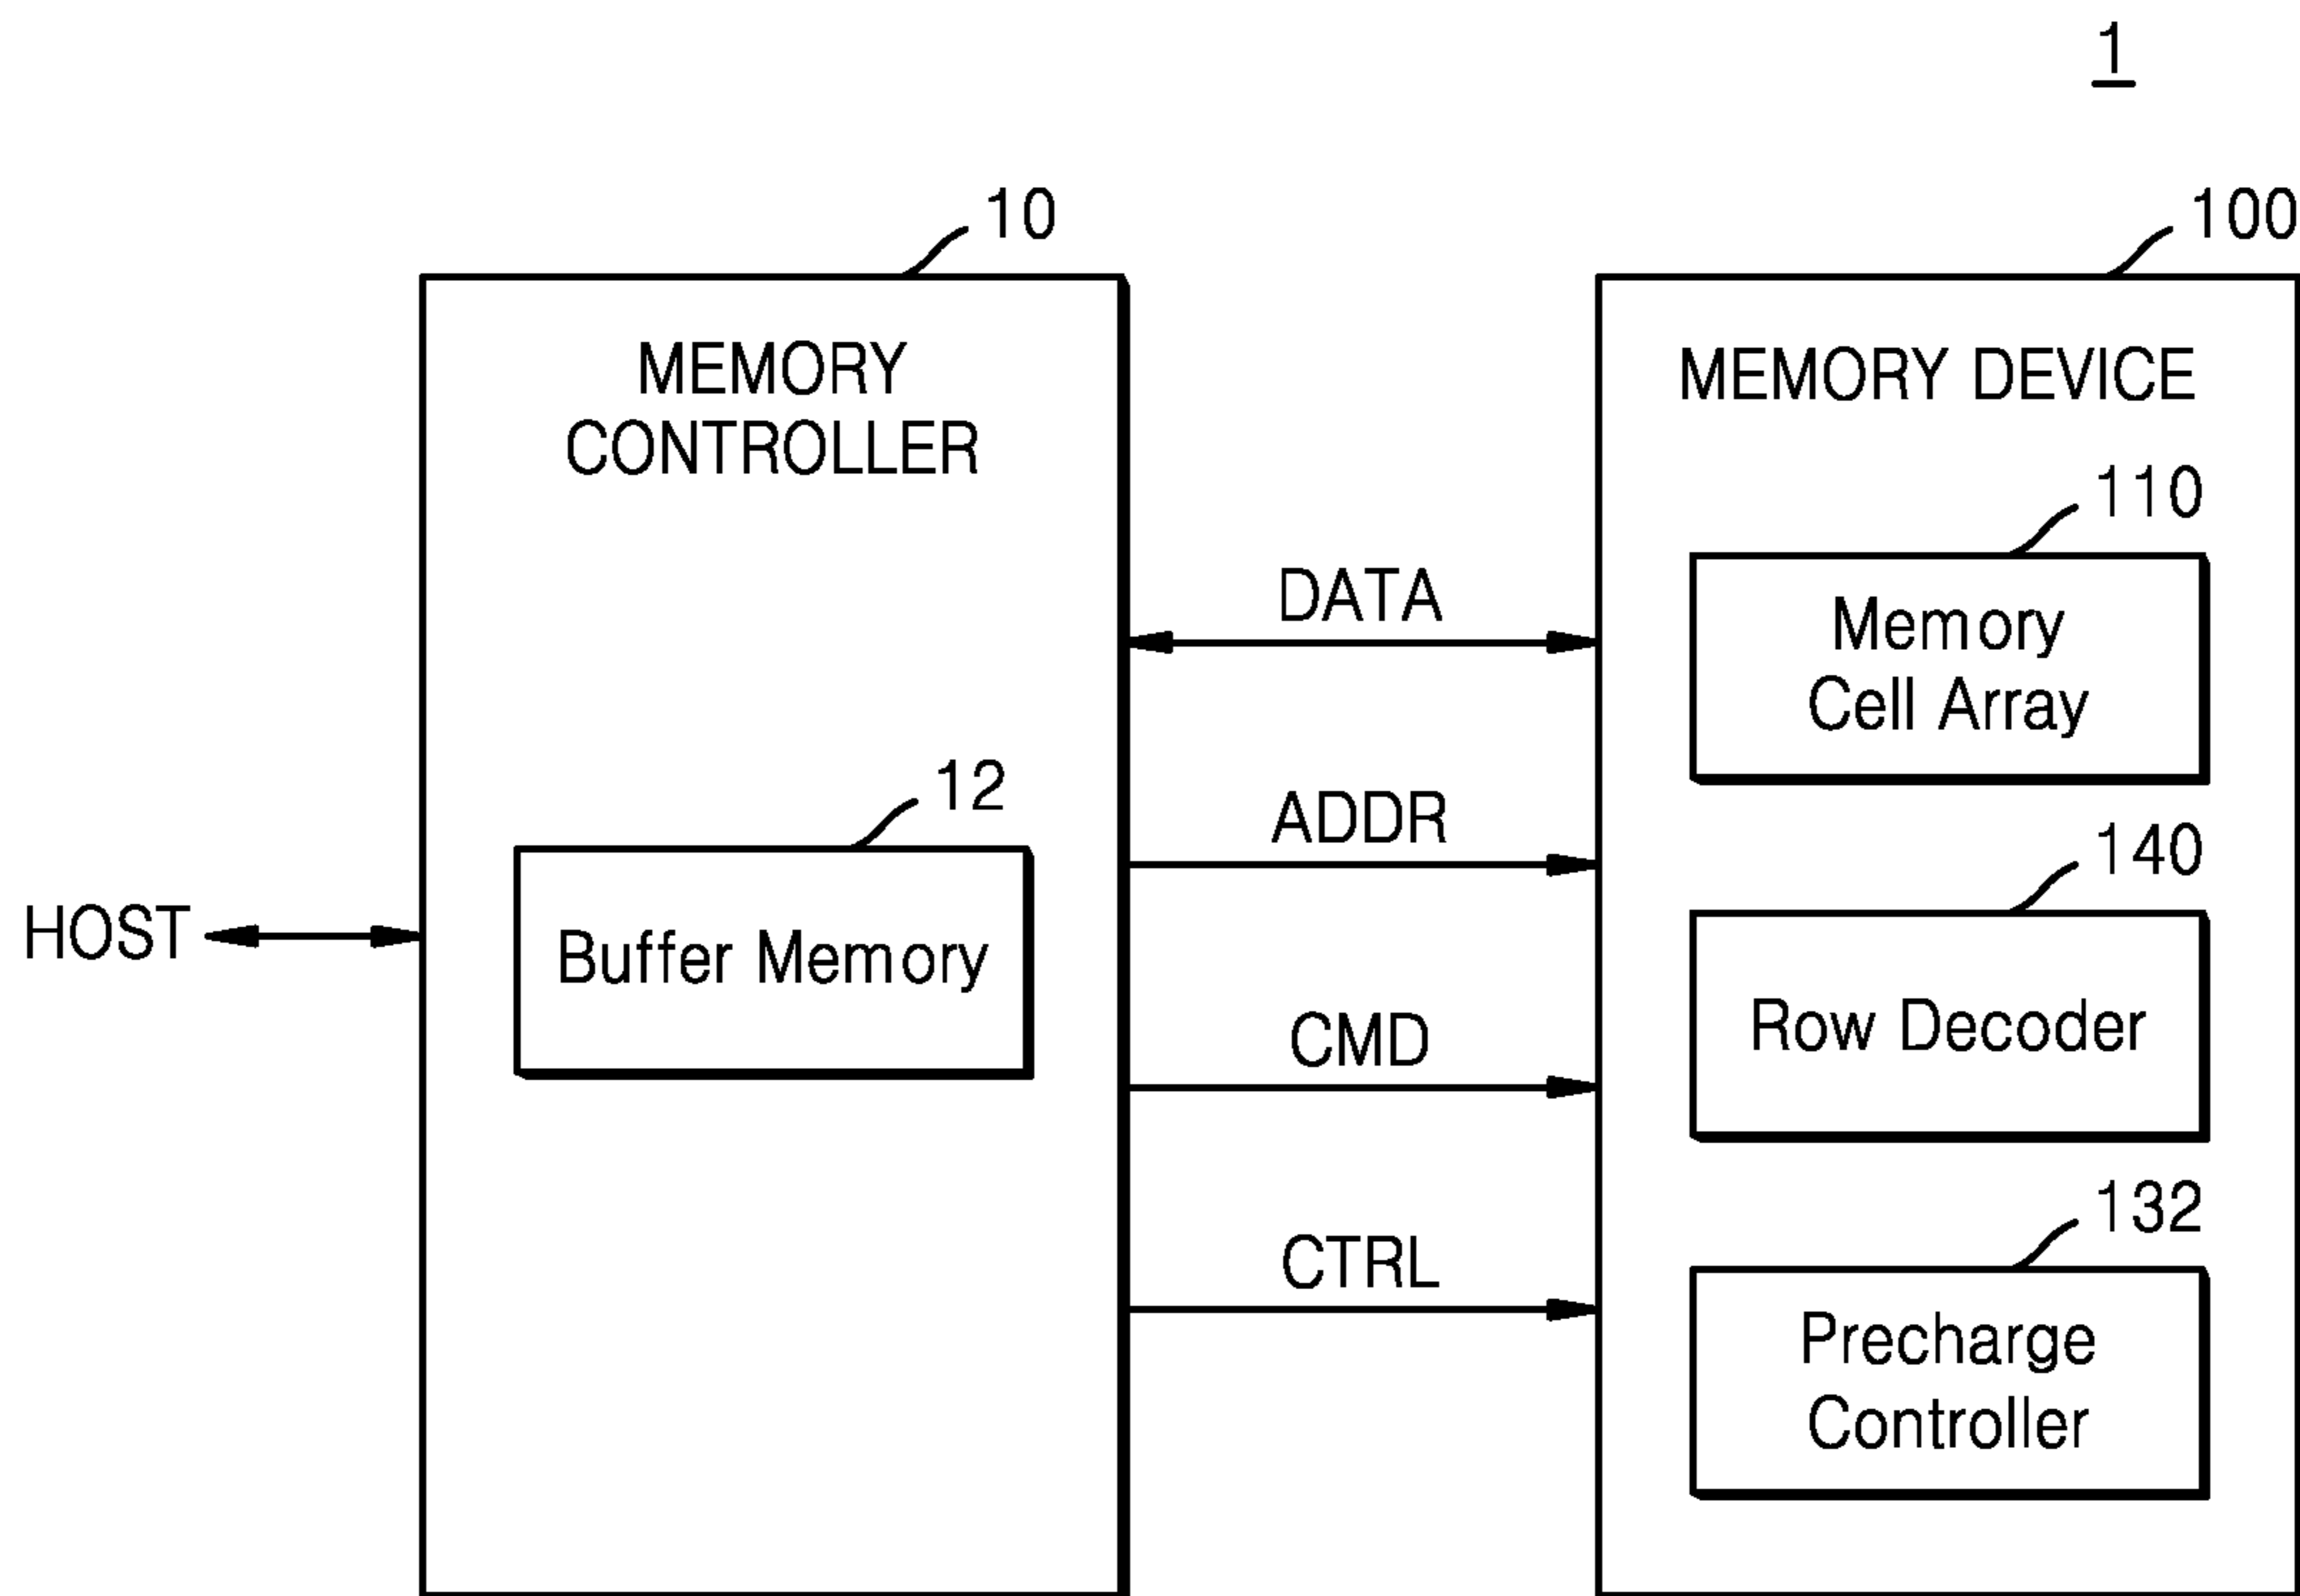 1
10
100
MEMORY
CONTROLLER
MEMORY DEVICE
110
DATA
Memory
Cell Array
12
ADDR
140
HOST
Buffer Memory
CMD
Row Decoder
132
CTRL
Precharge
Controller